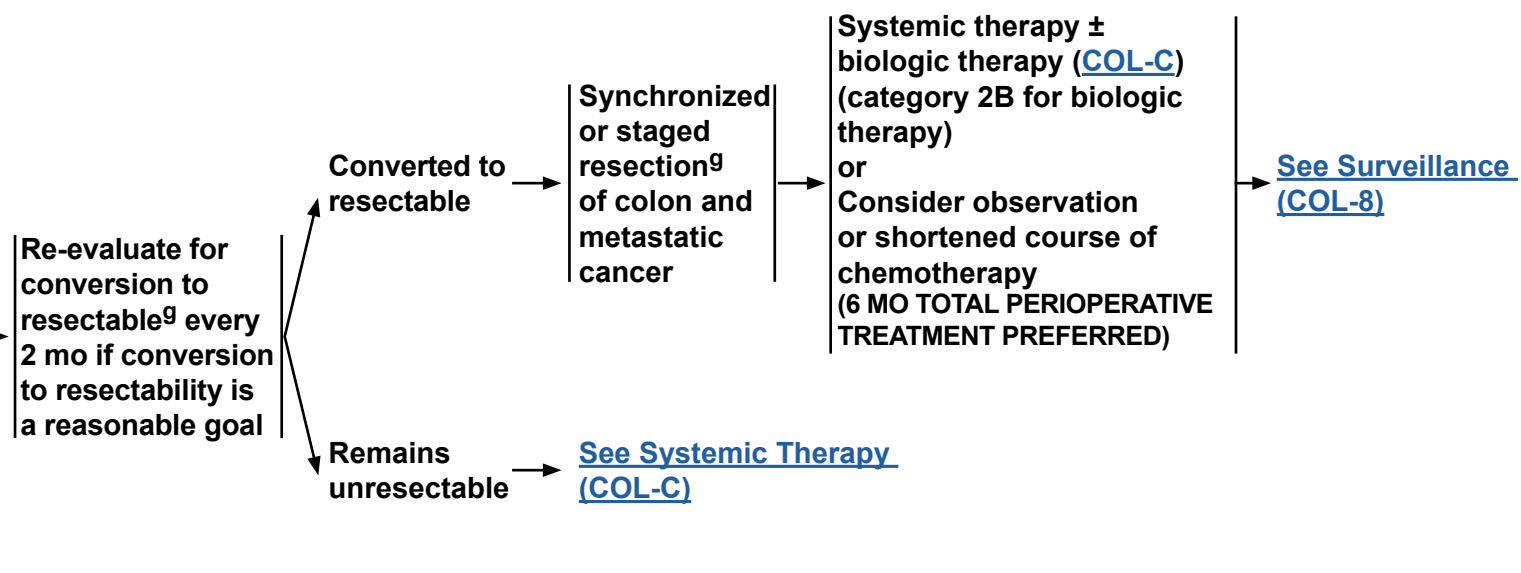 Re-evaluate for
conversion to
resectableg every
2 mo if conversion
to resectability is
a reasonable goal
Converted to
resectable
Synchronized
or staged
resectiong
of colon and
metastatic
cancer
Systemic therapy ±
biologic therapy (COL-C)
(category 2B for biologic
therapy)
or
Consider observation
or shortened course of
chemotherapy
(6 MO TOTAL PERIOPERATIVE
TREATMENT PREFERRED)
See Surveillance
(COL-8)
Remains
unresectable
See Systemic Therapy
(COL-C)